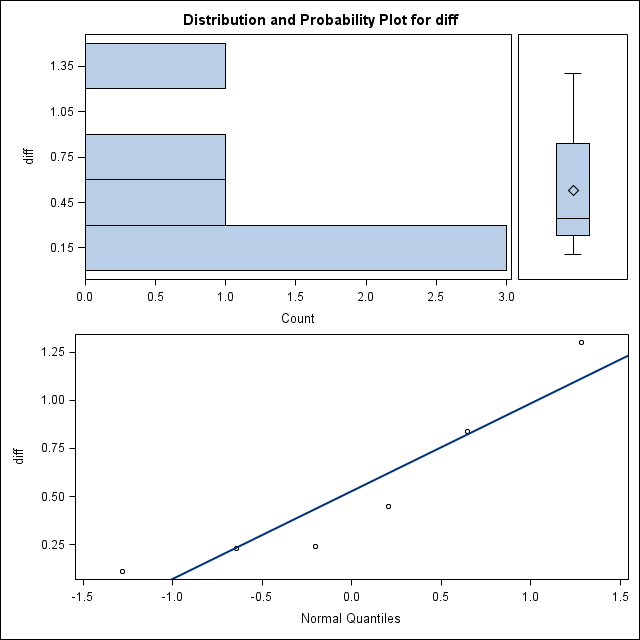 Distribution and Probability Plot for diff
1.35
1.05
0.75
0.45
0.15
diff
0.0 0.5 1.0 1.5 2.0 2.5 3.0
Count
1.25
1.00
0.75
0.50
0.25
diff
-1.5 -1.0 -0.5 0.0 0.5 1.0 1.5
Normal Quantiles